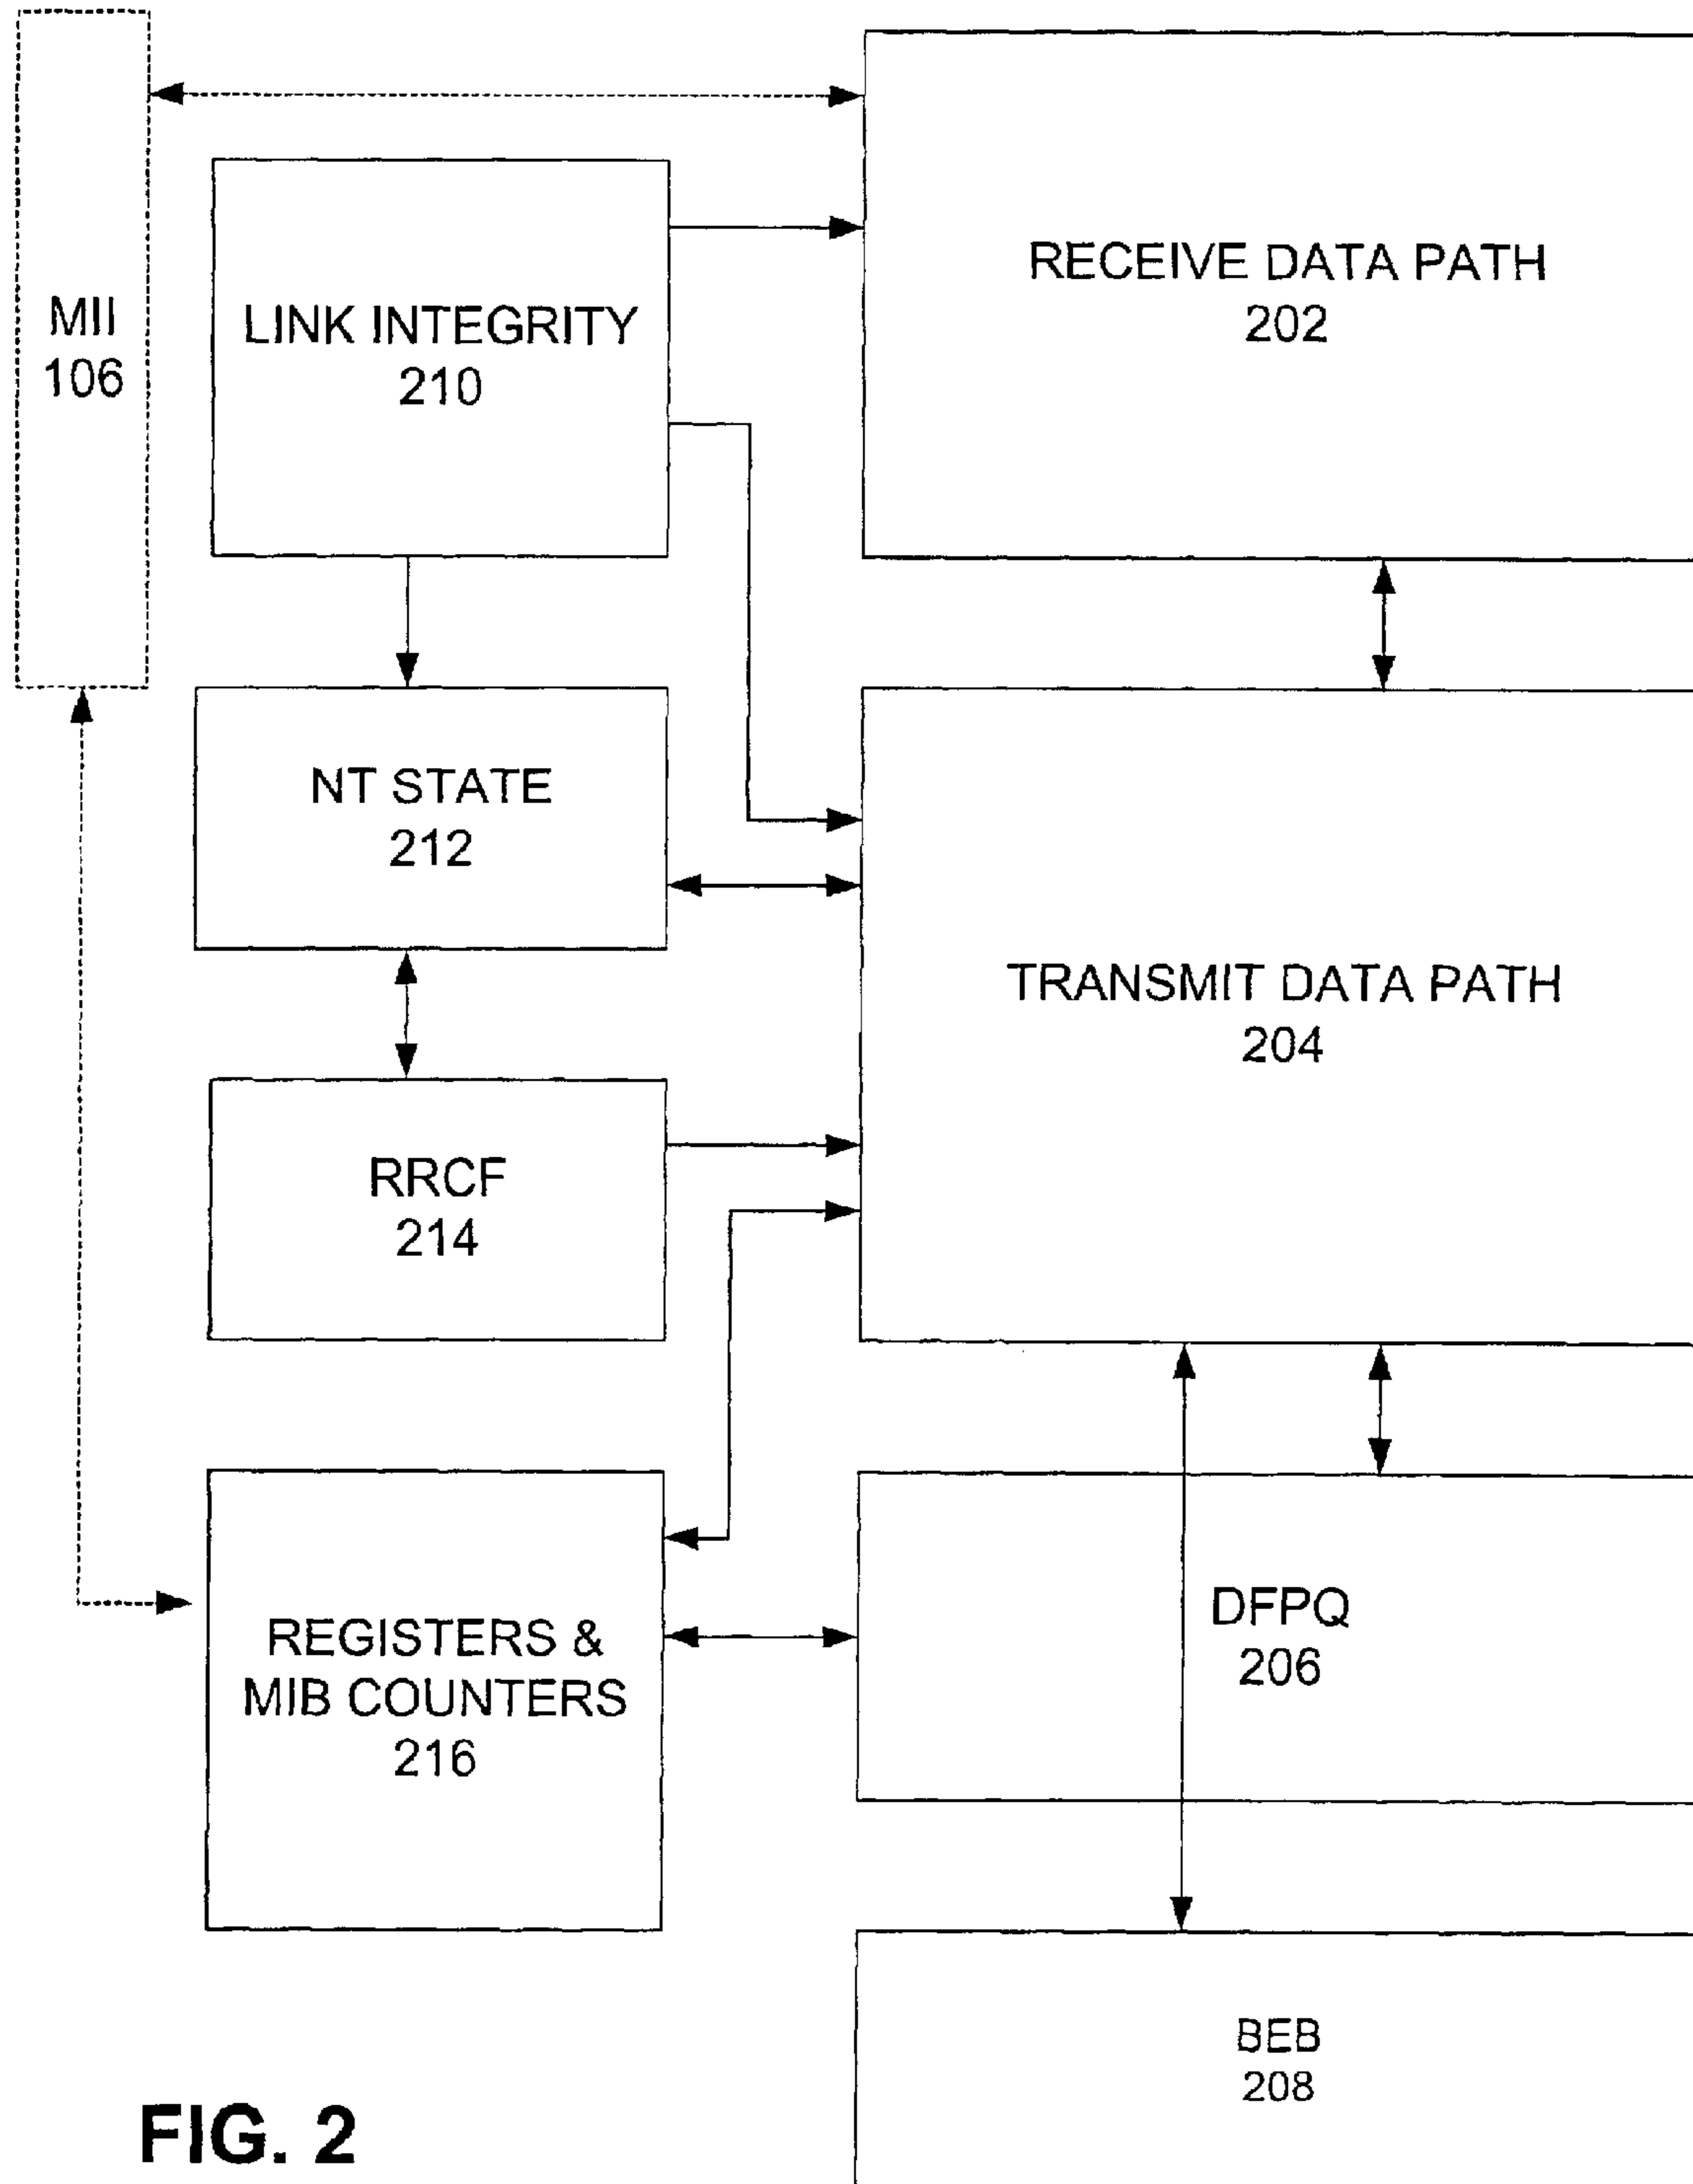 MII
106
LINK INTEGRITY
210
RECEIVE DATA PATH
202
NT STATE
212
TRANSMIT DATA PATH
204
RRCF
214
REGISTERS &
MIB COUNTERS
216
DFPQ
206
BEB
208
FIG. 2